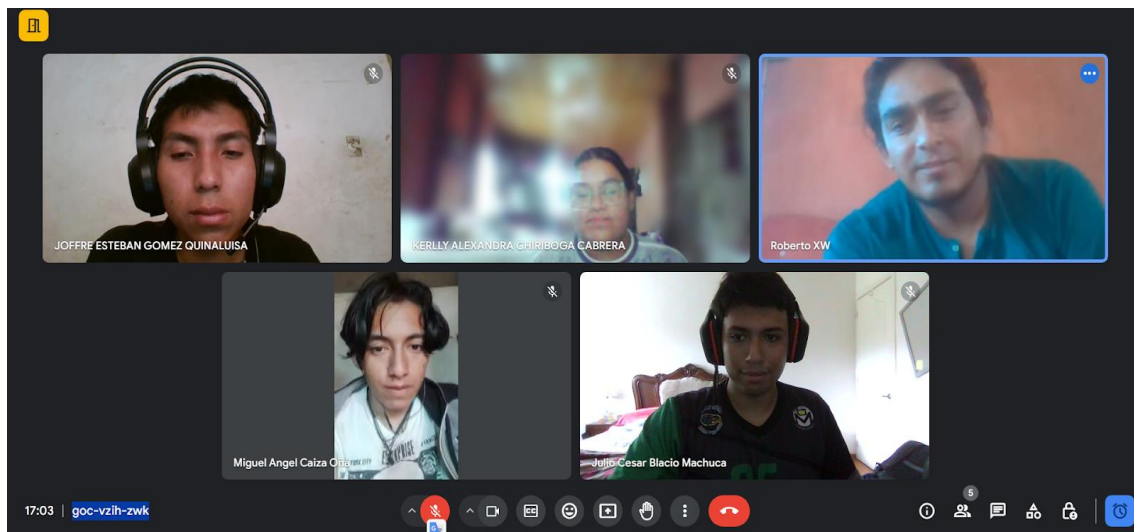 JOFFRE ESTEBAN GOMEZ QUINALUISA
KERLLY ALEXANDRA CHIRIBOGA CABRERA
Roberto XW
Miguel Angel Caiza Oña
Julio Cesar Blacio Machuca
17:03 | goc-vzih-zwk
5